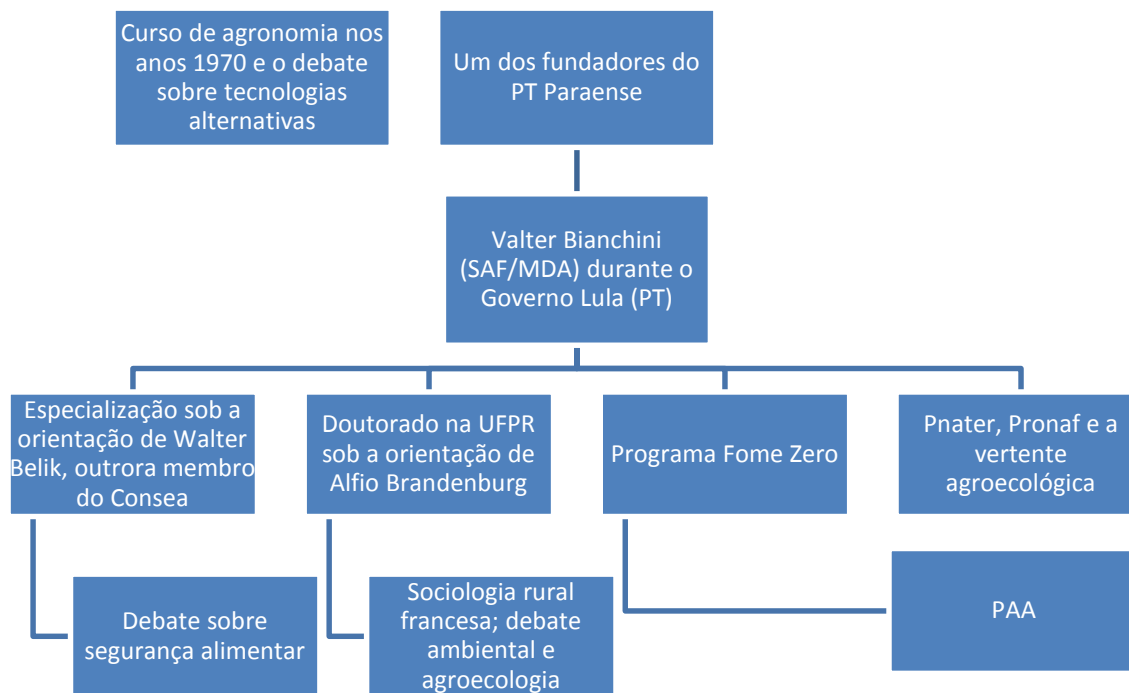 Curso de agronomia nos
anos 1970 e o debate
sobre tecnologias
alternativas
Um dos fundadores do
PT Paraense
Valter Bianchini
(SAF/MDA) durante o
Governo Lula (PT)
Especialização sob a
orientação de Walter
Belik, outrora membro
do Consea
Doutorado na UFPR
sob a orientação de
Alfio Brandenburg
Programa Fome Zero
Pnater, Pronaf e a
vertente
agroecológica
Debate sobre
segurança alimentar
Sociologia rural
francesa; debate
ambiental e
agroecologia
PAA